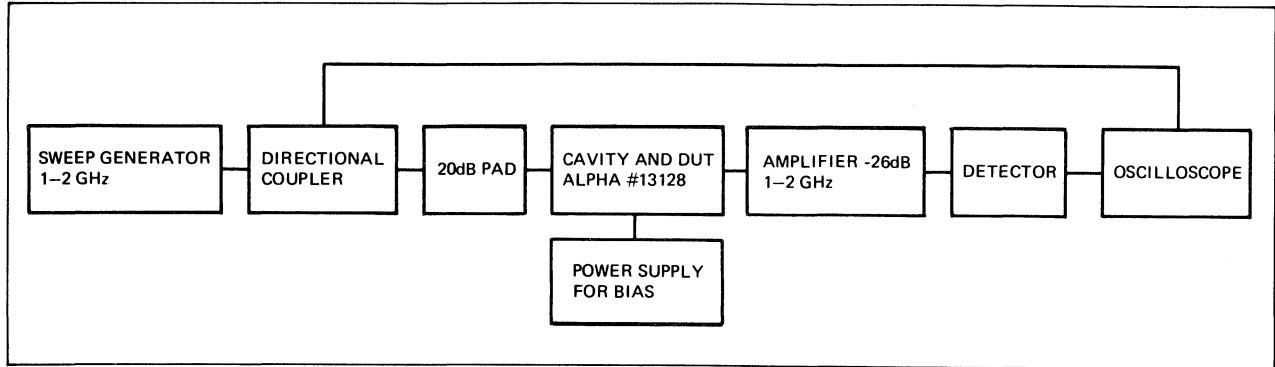 SWEEP GENERATOR
1–2 GHz
DIRECTIONAL
COUPLER
20dB PAD
CAVITY AND DUT
ALPHA #13128
AMPLIFIER -26dB
1–2 GHz
DETECTOR
OSCILLOSCOPE
POWER SUPPLY
FOR BIAS